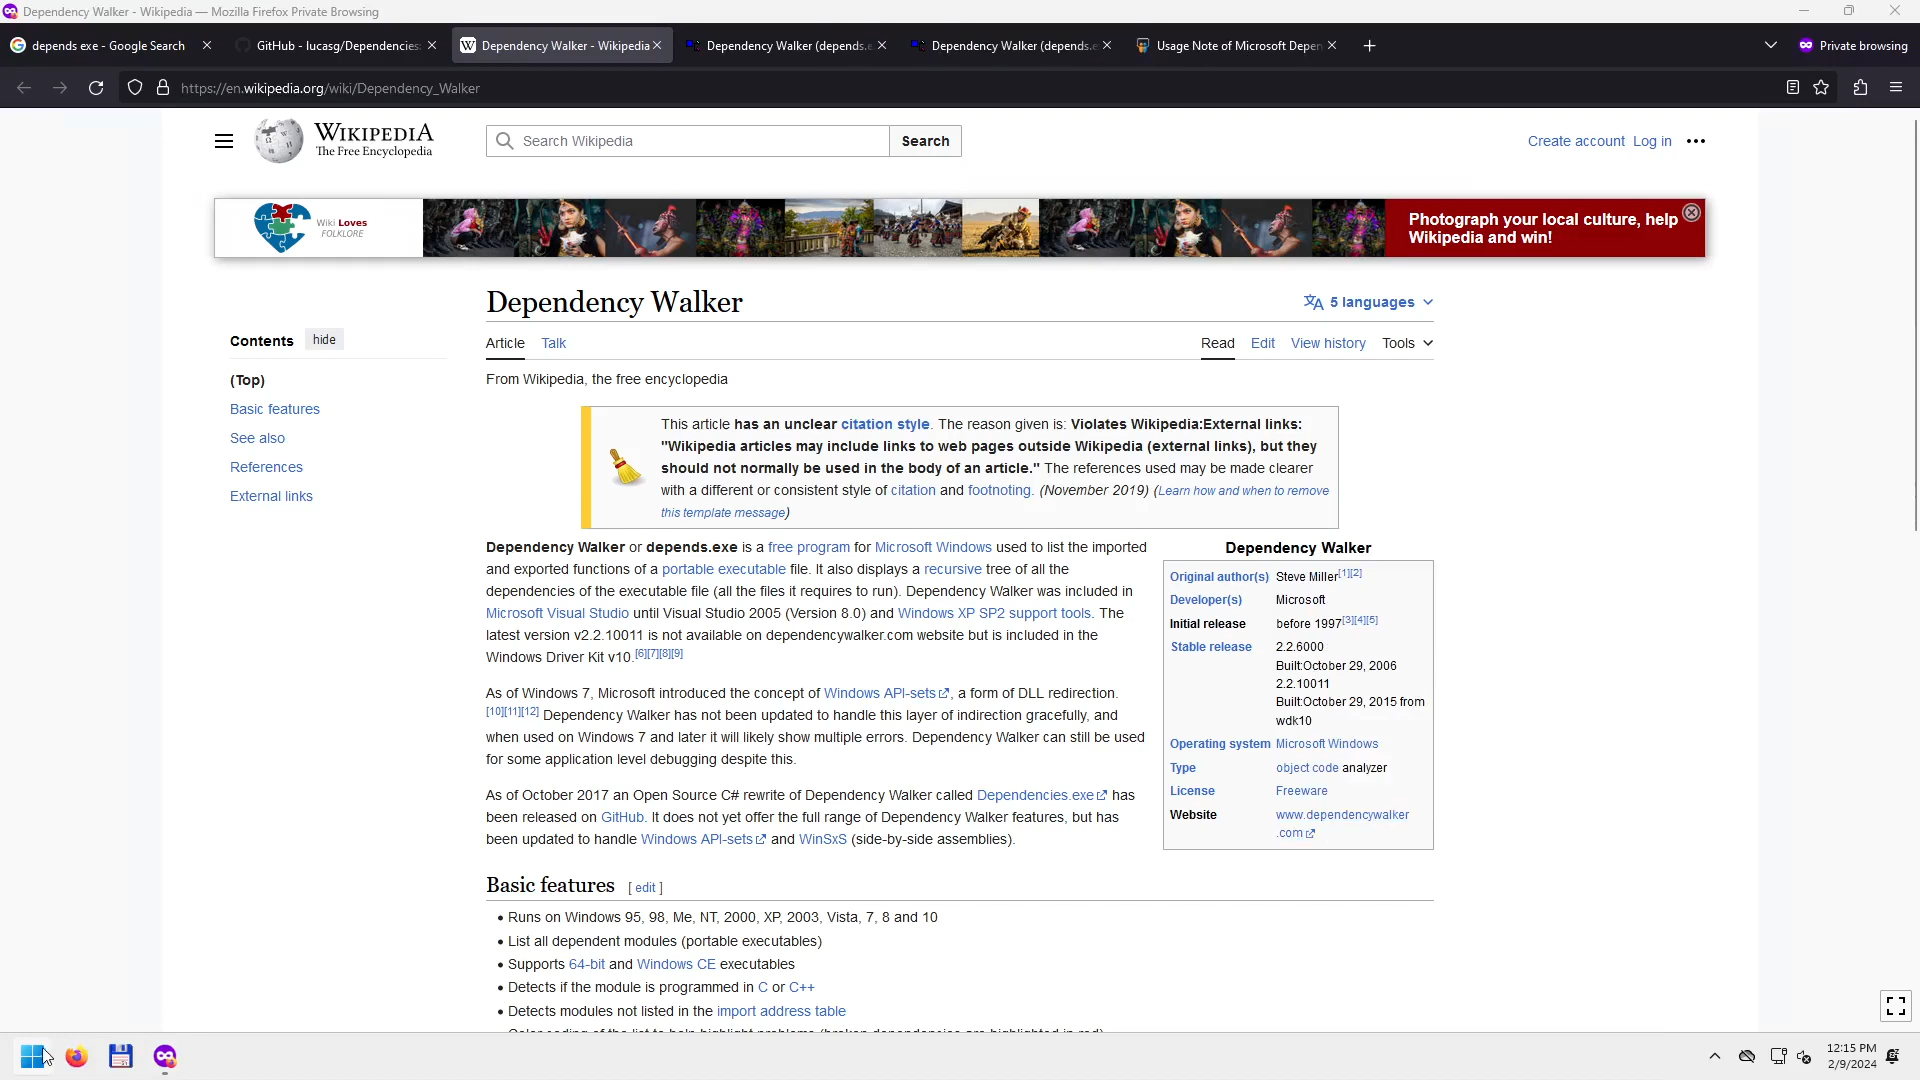 Dependency Walker - Wikipedia — Mozilla Firefox Private Browsing
depends exe - Google Search
GitHub - lucasg/Dependencies:
Dependency Walker - Wikipedia
Dependency Walker (depends.e
Dependency Walker (depends.e
Usage Note of Microsoft Depen
Private browsing
https://en.wikipedia.org/wiki/Dependency_Walker
WIKIPEDIA
The Free Encyclopedia
Search Wikipedia
Search
Create account Log in
Wiki Loves
FOLKLORE
Photograph your local culture, help
Wikipedia and win!
Dependency Walker
5 languages
Contents hide
(Top)
Basic features
See also
References
External links
Article Talk
Read Edit View history Tools
From Wikipedia, the free encyclopedia
This article has an unclear citation style. The reason given is: Violates Wikipedia:External links:
"Wikipedia articles may include links to web pages outside Wikipedia (external links), but they
should not normally be used in the body of an article." The references used may be made clearer
with a different or consistent style of citation and footnoting. (November 2019) (Learn how and when to remove
this template message)
Dependency Walker or depends.exe is a free program for Microsoft Windows used to list the imported
and exported functions of a portable executable file. It also displays a recursive tree of all the
dependencies of the executable file (all the files it requires to run). Dependency Walker was included in
Microsoft Visual Studio until Visual Studio 2005 (Version 8.0) and Windows XP SP2 support tools. The
latest version v2.2.10011 is not available on dependencywalker.com website but is included in the
Windows Driver Kit v10.[6][7][8][9]
As of Windows 7, Microsoft introduced the concept of Windows API-sets, a form of DLL redirection.
[10][11][12] Dependency Walker has not been updated to handle this layer of indirection gracefully, and
when used on Windows 7 and later it will likely show multiple errors. Dependency Walker can still be used
for some application level debugging despite this.
As of October 2017 an Open Source C# rewrite of Dependency Walker called Dependencies.exe has
been released on GitHub. It does not yet offer the full range of Dependency Walker features, but has
been updated to handle Windows API-sets and WinSxS (side-by-side assemblies).
Dependency Walker
Original author(s) Steve Miller[1][2]
Developer(s) Microsoft
Initial release before 1997[3][4][5]
Stable release 2.2.6000
Built:October 29, 2006
2.2.10011
Built:October 29, 2015 from
wdk10
Operating system Microsoft Windows
Type object code analyzer
License Freeware
Website www.dependencywalker
.com
Basic features [ edit ]
• Runs on Windows 95, 98, Me, NT, 2000, XP, 2003, Vista, 7, 8 and 10
• List all dependent modules (portable executables)
• Supports 64-bit and Windows CE executables
• Detects if the module is programmed in C or C++
• Detects modules not listed in the import address table
12:15 PM
2/9/2024